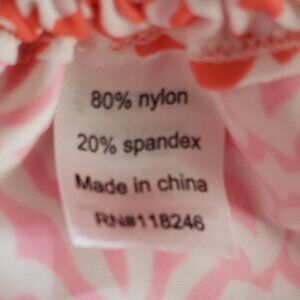 80% nylon
20% spandex
Made in china
RN#118246